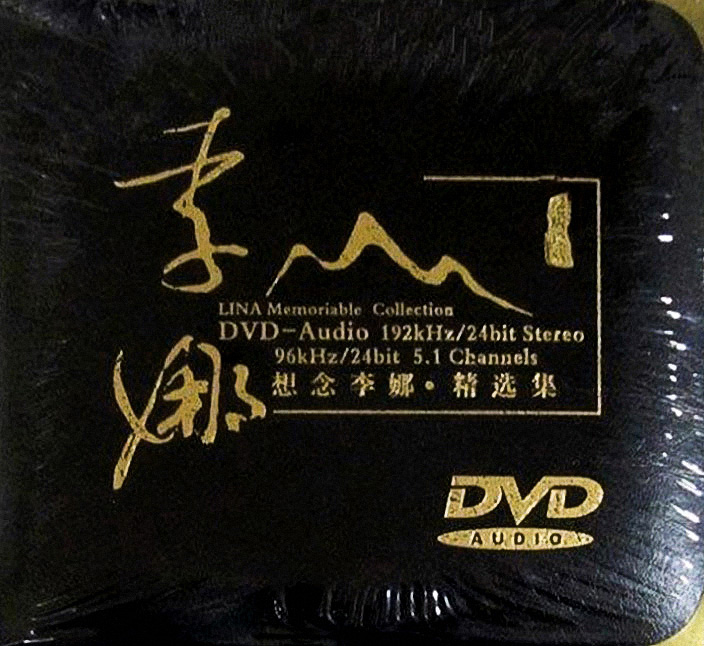 李娜
LINA Memoriable Collection
DVD-Audio 192kHz/24bit Stereo
96kHz/24bit 5.1 Channels
想念李娜·精选集
DVD
AUDIO